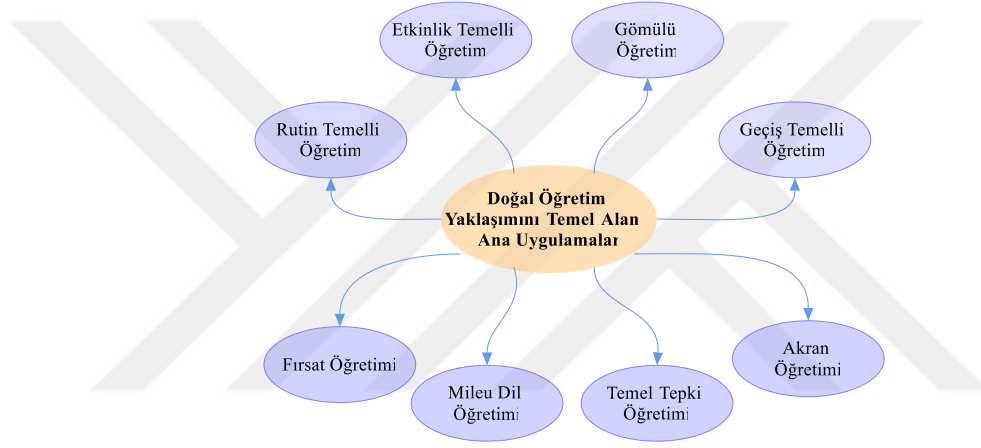 Etkinlik Temelli
Öğretim
Gömülü
Öğretim
Rutin Temelli
Öğretim
Geçiş Temelli
Öğretim
Doğal Öğretim
Yaklaşımını Temel Alan
Ana Uygulamalar
Fırsat Öğretimi
Mileu Dil
Öğretimi
Temel Tepki
Öğretimi
Akran
Öğretimi